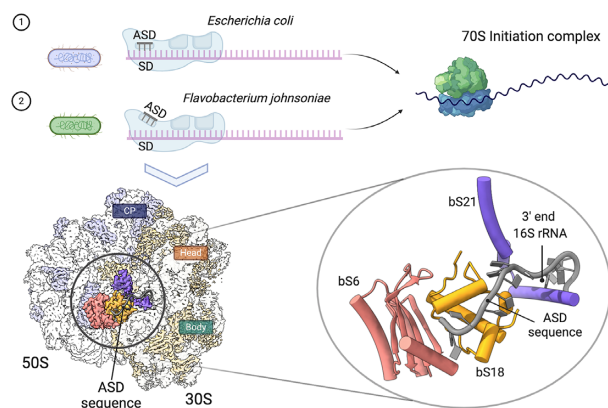 1
Escherichia coli
ASD
SD
70S Initiation complex
2
Flavobacterium johnsoniae
ASD
SD
CP
Head
Body
50S
30S
ASD
sequence
bS21
3' end
16S rRNA
bS6
ASD
sequence
bS18